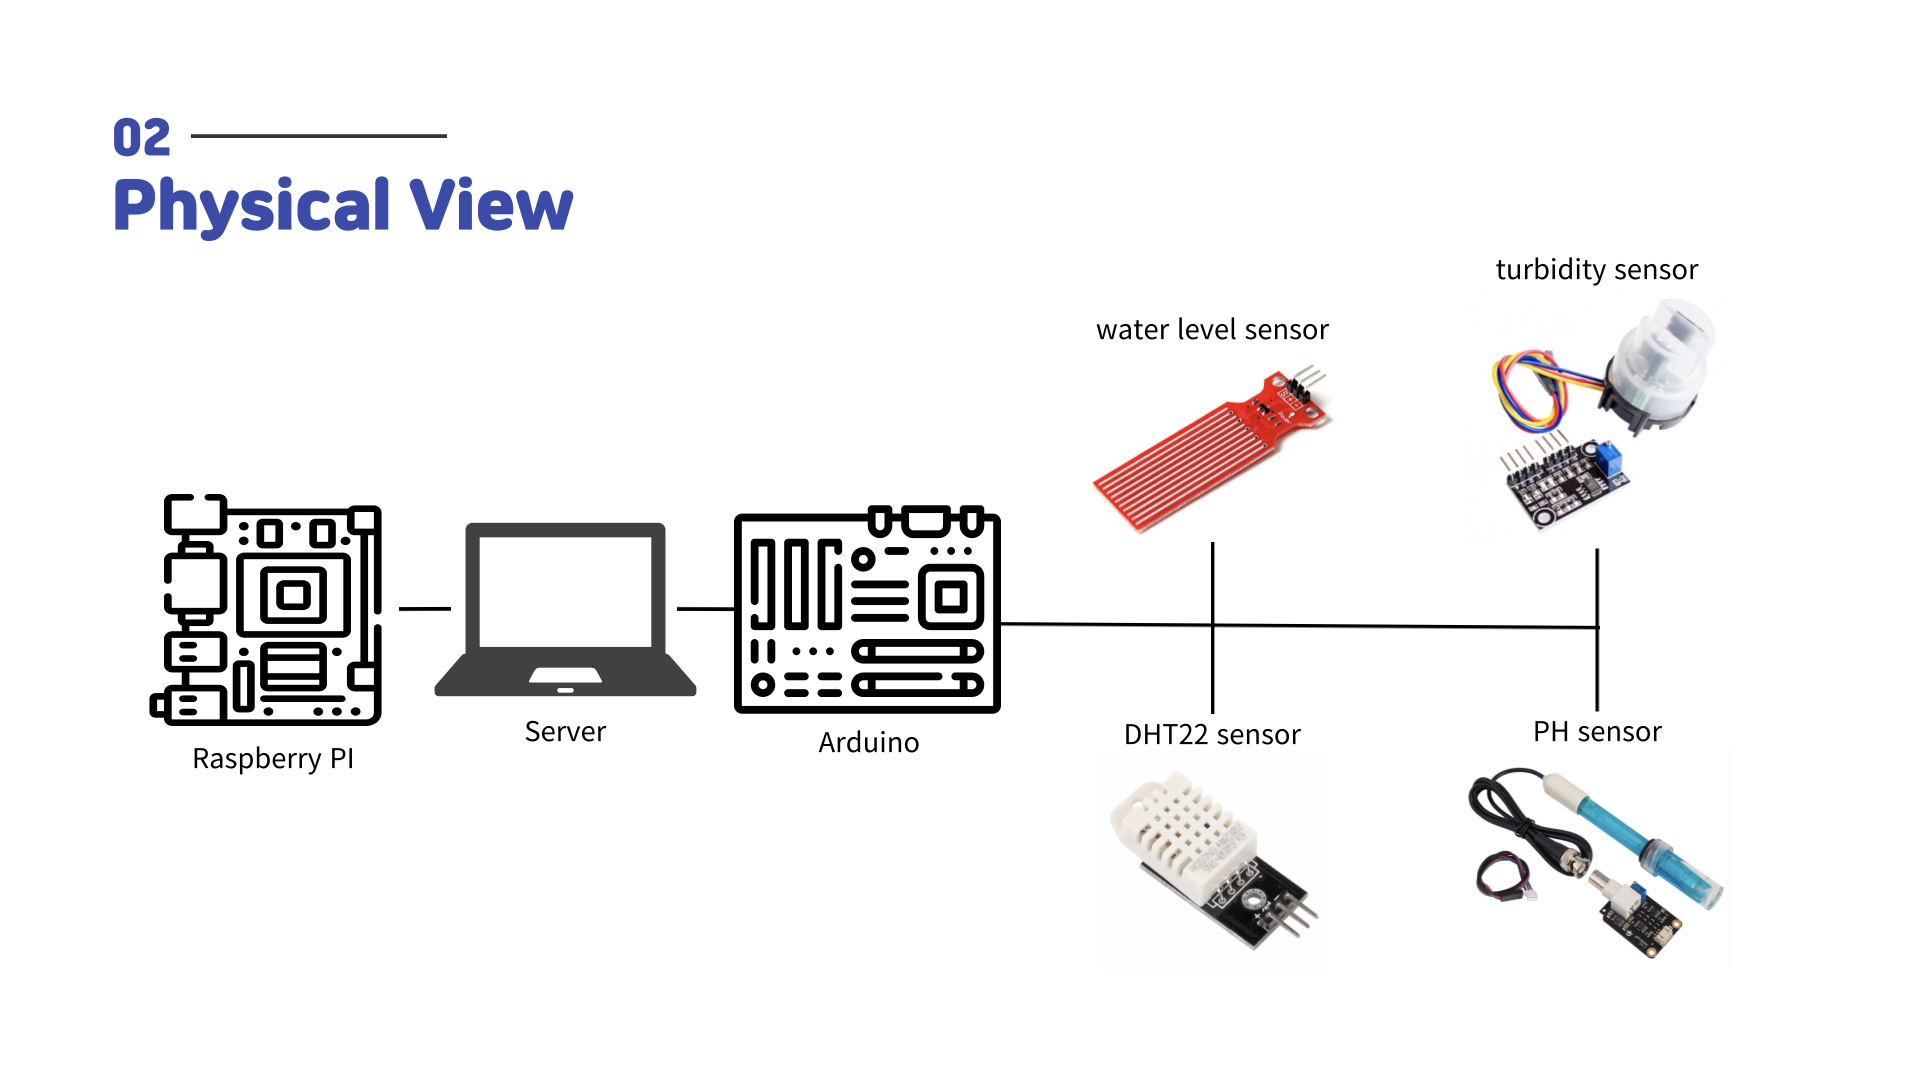 02
Physical View
turbidity sensor
water level sensor
Raspberry PI
Server
Arduino
DHT22 sensor
PH sensor